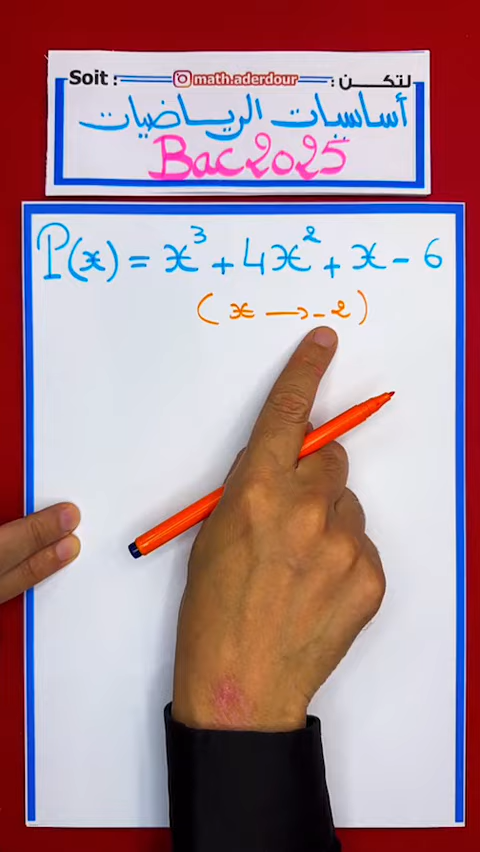 Soit : math.aderdour لتكن :
أساسيات الرياضيات
Bac2025
P(x) = x³ + 4x² + x - 6
( x → -2 )